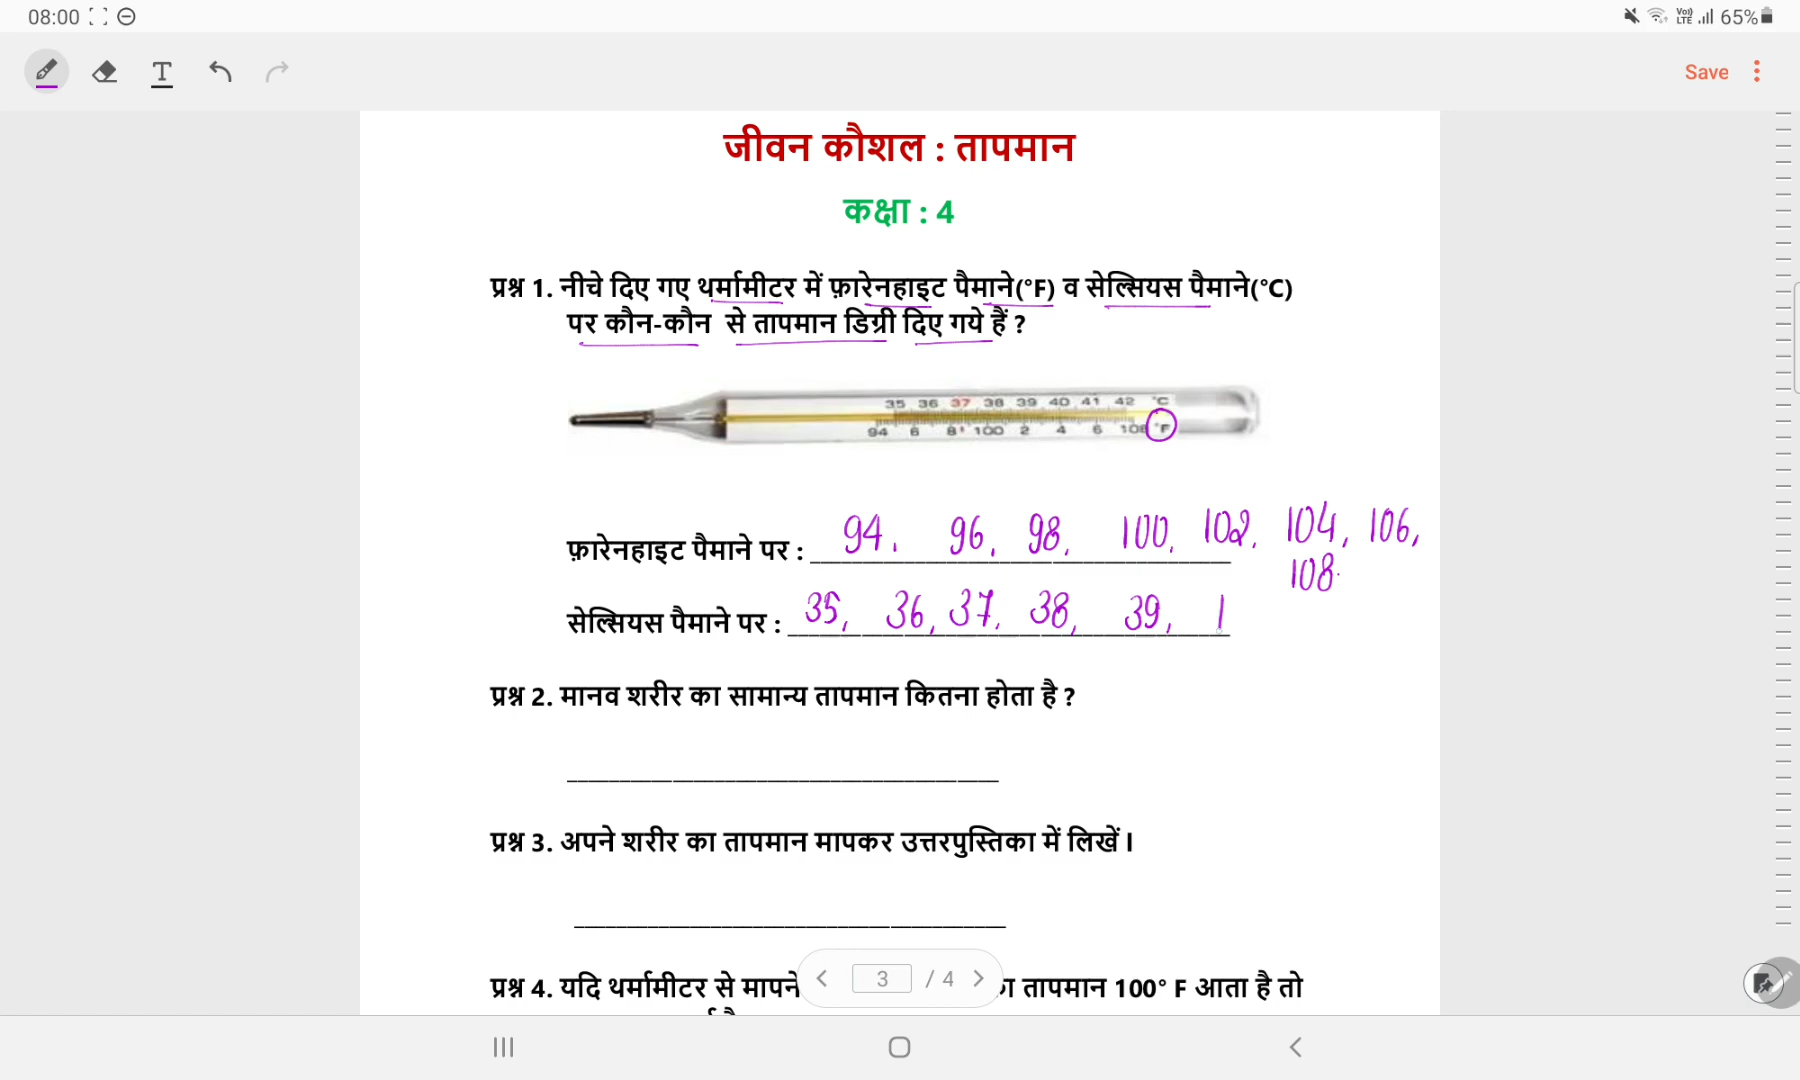 08:00
Vo)) LTE 65%
T Save
जीवन कौशल : तापमान
कक्षा : 4
प्रश्न 1. नीचे दिए गए थर्मामीटर में फ़ारेनहाइट पैमाने(°F) व सेल्सियस पैमाने(°C)
पर कौन-कौन से तापमान डिग्री दिए गये हैं ?
35 36 37 38 39 40 41 42 °C
94 6 8 100 2 4 6 108 °F
फ़ारेनहाइट पैमाने पर : 94. 96, 98, 100, 102, 104, 106,
108.
सेल्सियस पैमाने पर : 35, 36, 37, 38, 39,
प्रश्न 2. मानव शरीर का सामान्य तापमान कितना होता है ?
प्रश्न 3. अपने शरीर का तापमान मापकर उत्तरपुस्तिका में लिखें ।
प्रश्न 4. यदि थर्मामीटर से मापने तापमान 100° F आता है तो
3 / 4